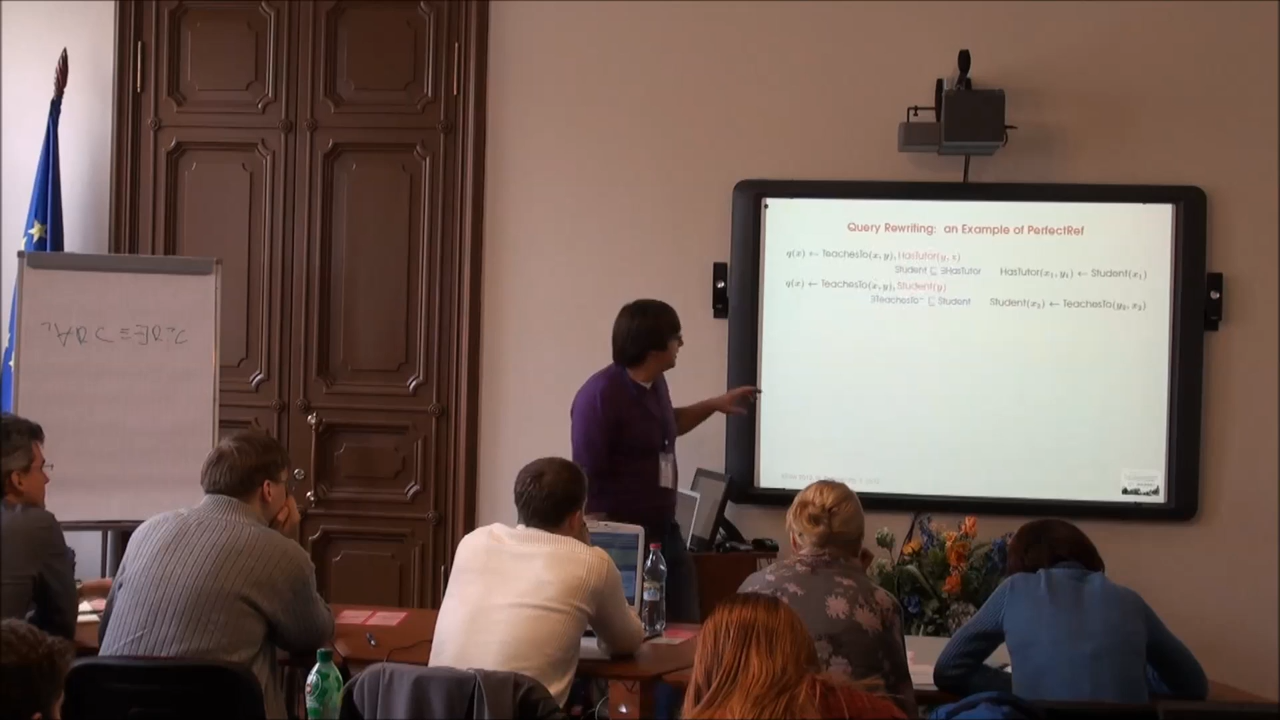 Query Rewriting: an Example of PerfectRef
q(x) ← TeachesTo(x, y), HasTutor(y, z)
Student ⊑ ∃HasTutor HasTutor(x₁, y₁) ← Student(x₁)
q(x) ← TeachesTo(x, y), Student(y)
∃TeachesTo⁻ ⊑ Student Student(x₂) ← TeachesTo(y₂, x₂)